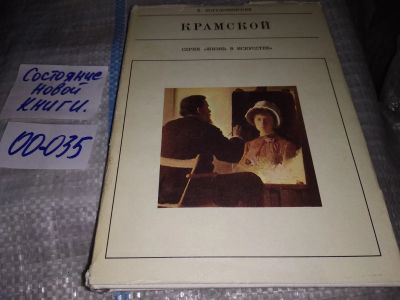 КРАМСКОЙ
СЕРИЯ «ЖИЗНЬ В ИСКУССТВЕ»
Состояние
новой
книги.
00-035